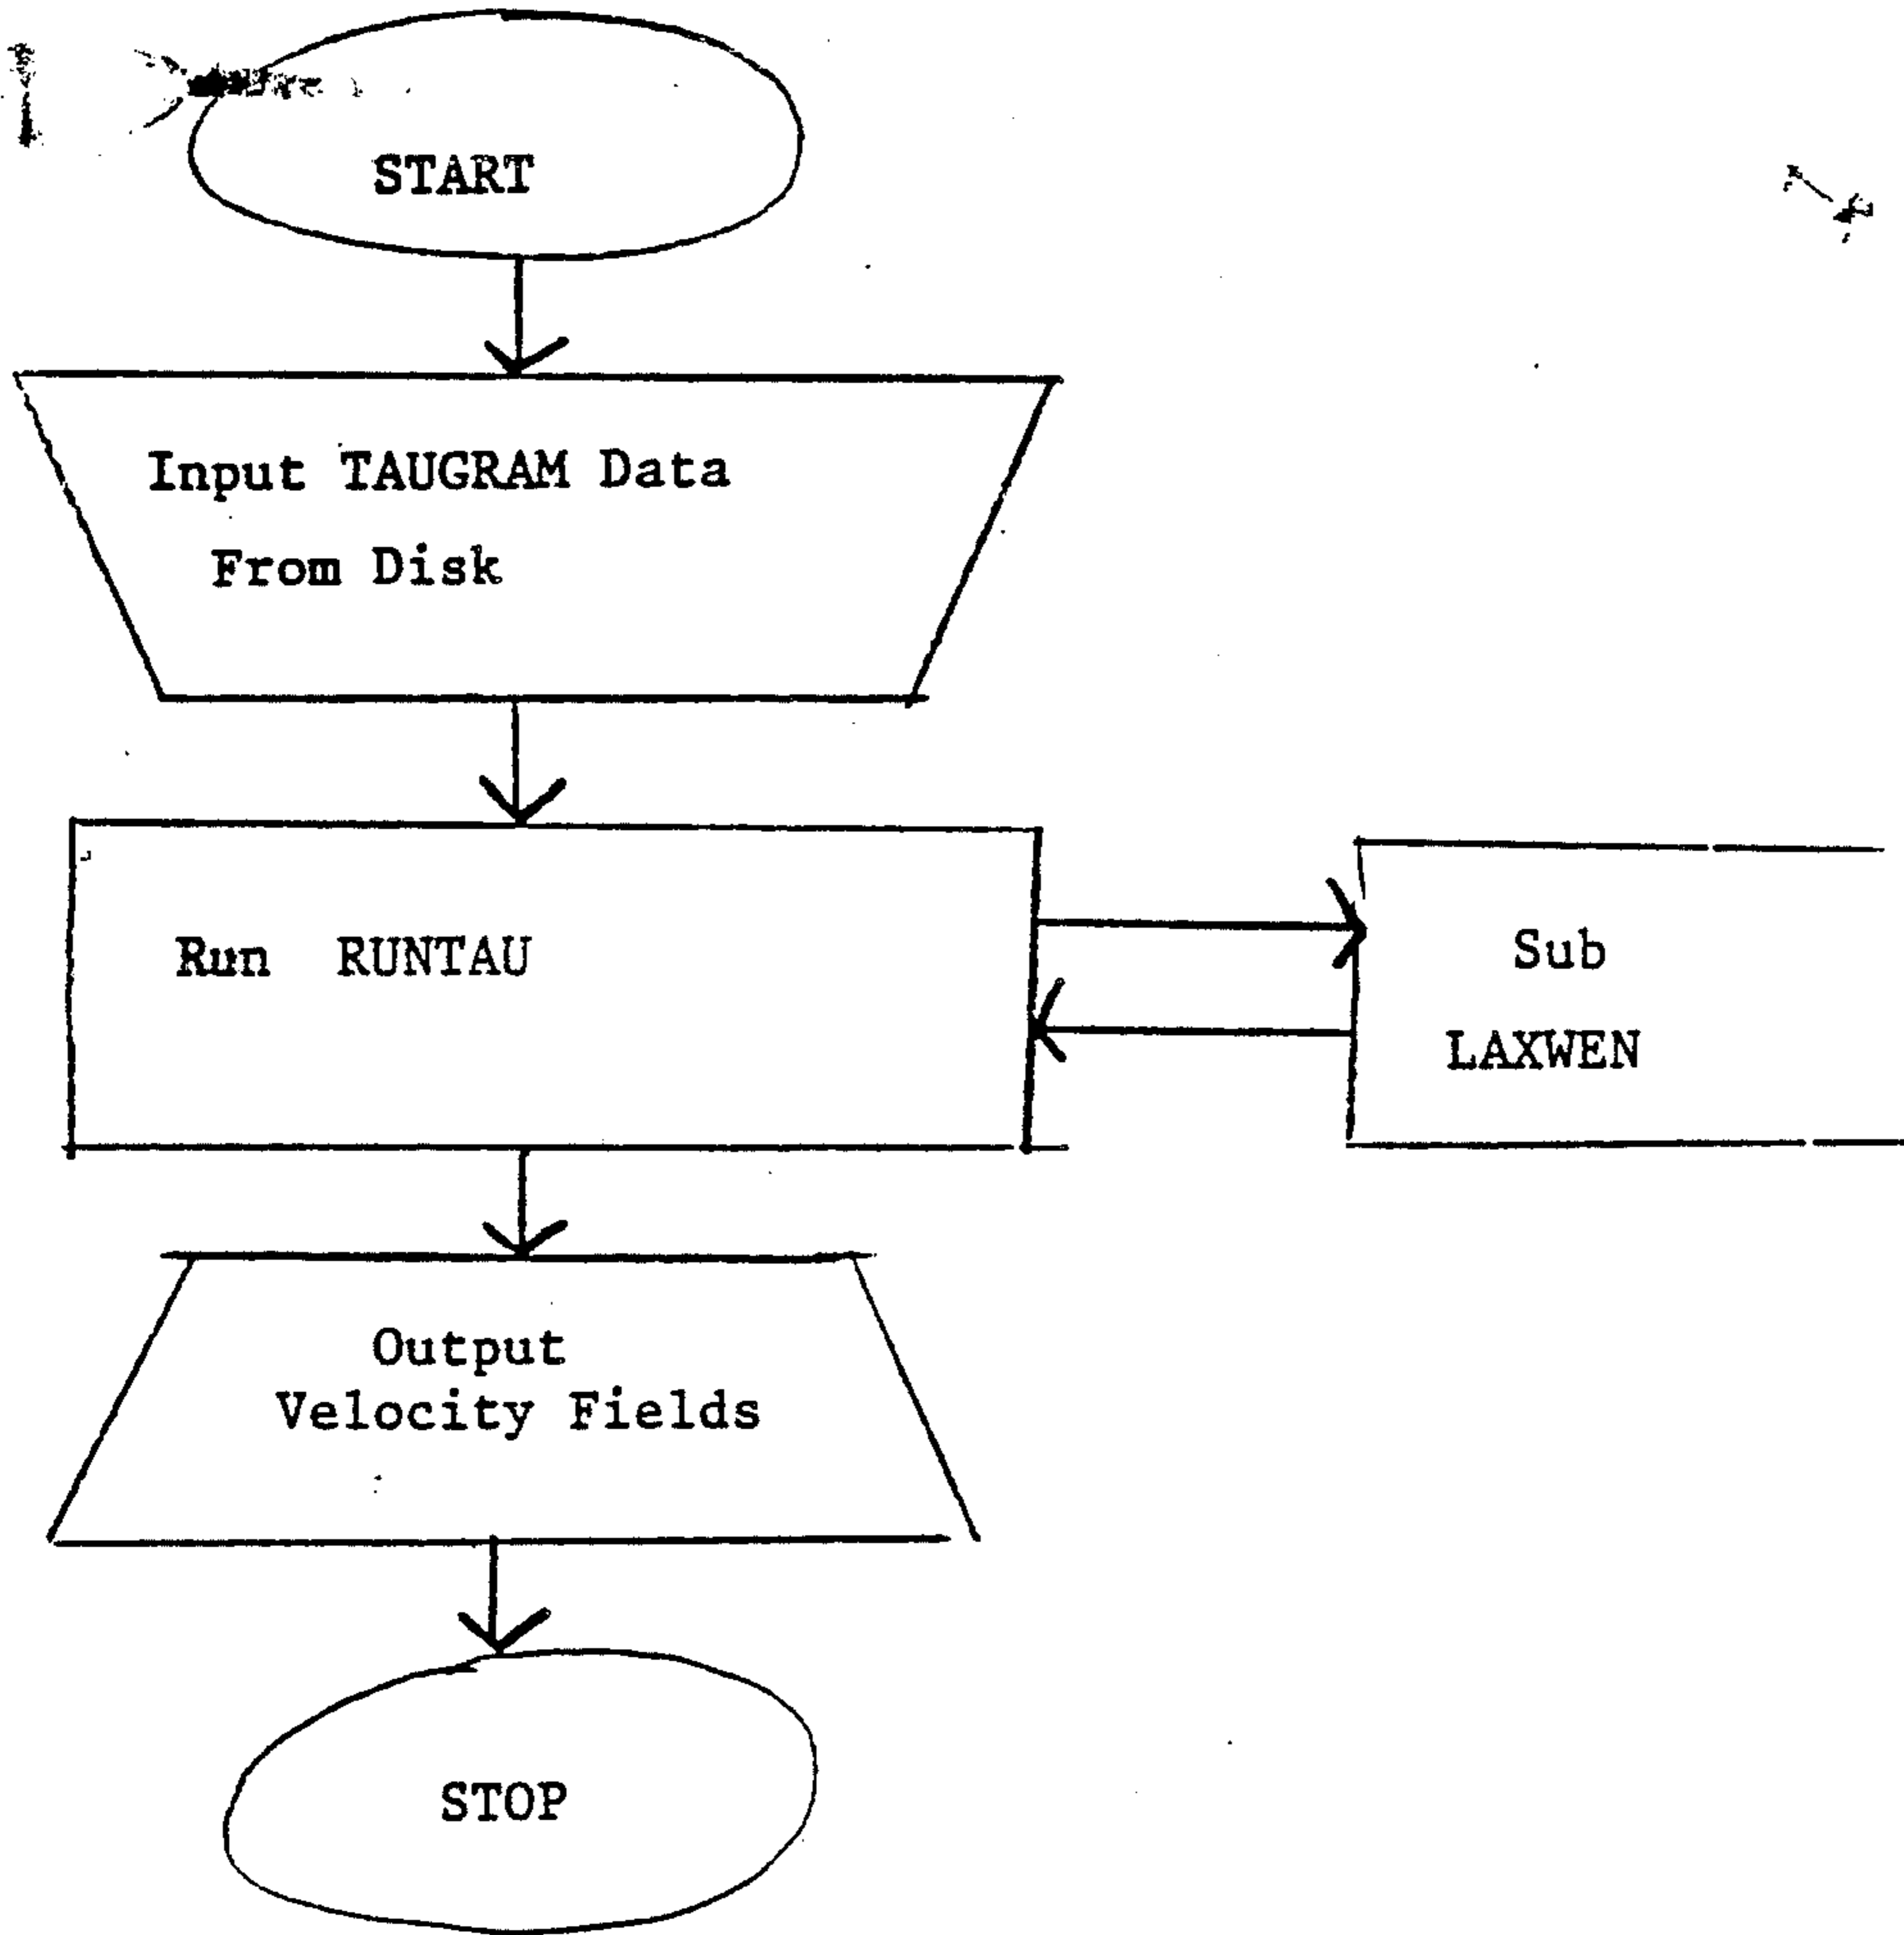 START
Input TAUGRAM Data
From Disk
Run RUNTAU
Sub
LAXWEN
Output
Velocity Fields
STOP